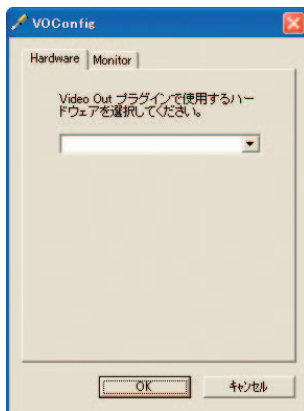 VOConfig
Hardware Monitor
Video Out プラグインで使用するハー
ドウェアを選択してください。
OK キャンセル